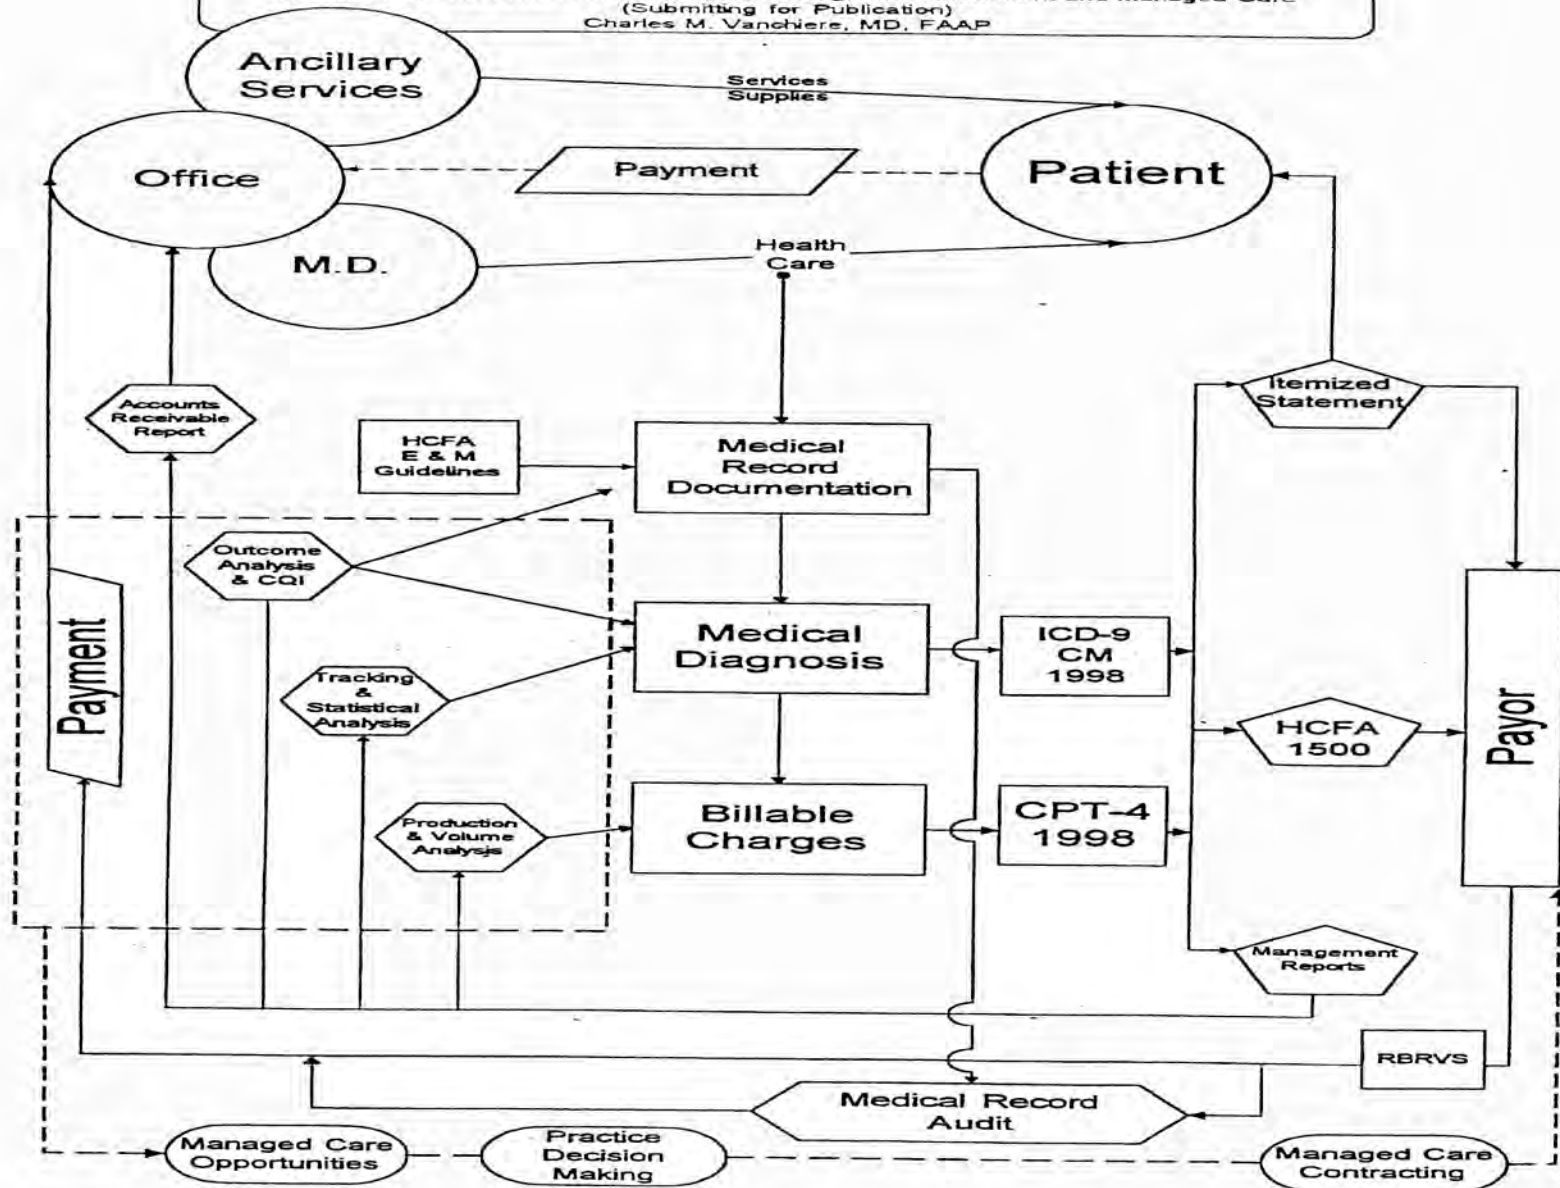 and Managed Care
(Submitting for Publication)
Charles M. Vanchiere, MD, FAAP
Ancillary
Services
Services
Supplies
Office
Payment
Patient
M.D.
Health
Care
Accounts
Receivable
Report
HCFA
E & M
Guidelines
Medical
Record
Documentation
Itemized
Statement
Outcome
Analysis
& CQI
Payment
Medical
Diagnosis
ICD-9
CM
1998
Tracking
&
Statistical
Analysis
HCFA
1500
Payor
Production
& Volume
Analysis
Billable
Charges
CPT-4
1998
Management
Reports
RBRVS
Medical Record
Audit
Managed Care
Opportunities
Practice
Decision
Making
Managed Care
Contracting